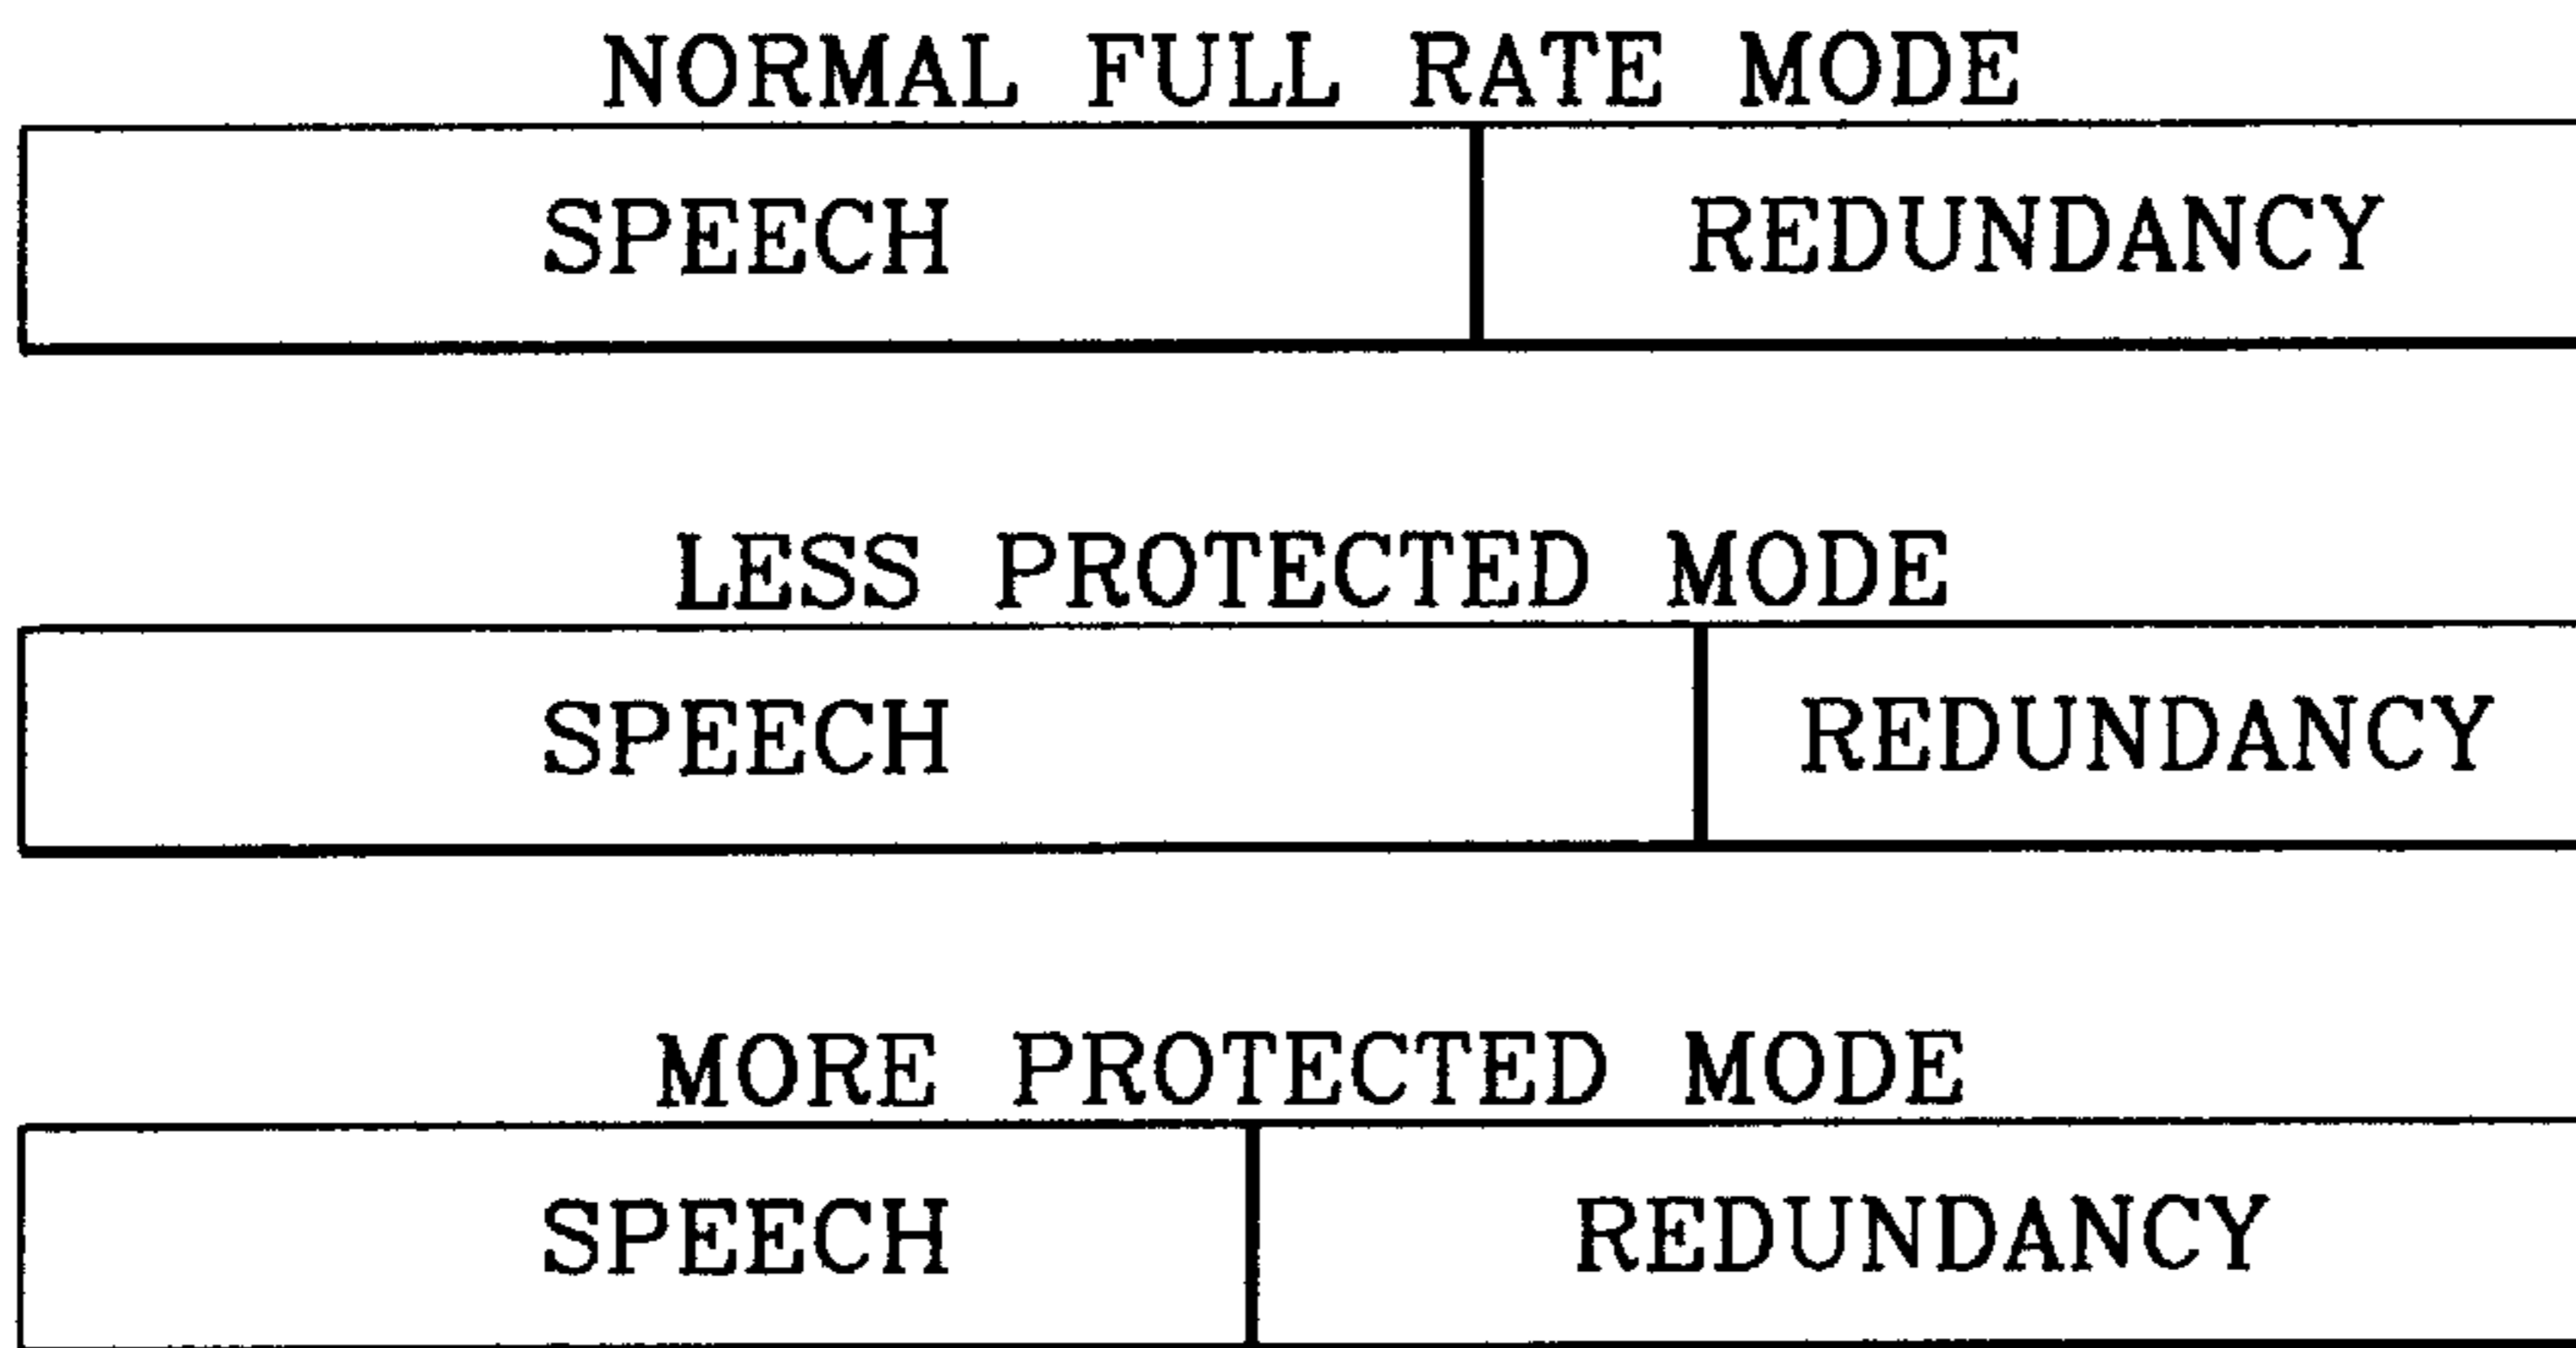 NORMAL FULL RATE MODE
SPEECH REDUNDANCY
LESS PROTECTED MODE
SPEECH REDUNDANCY
MORE PROTECTED MODE
SPEECH REDUNDANCY